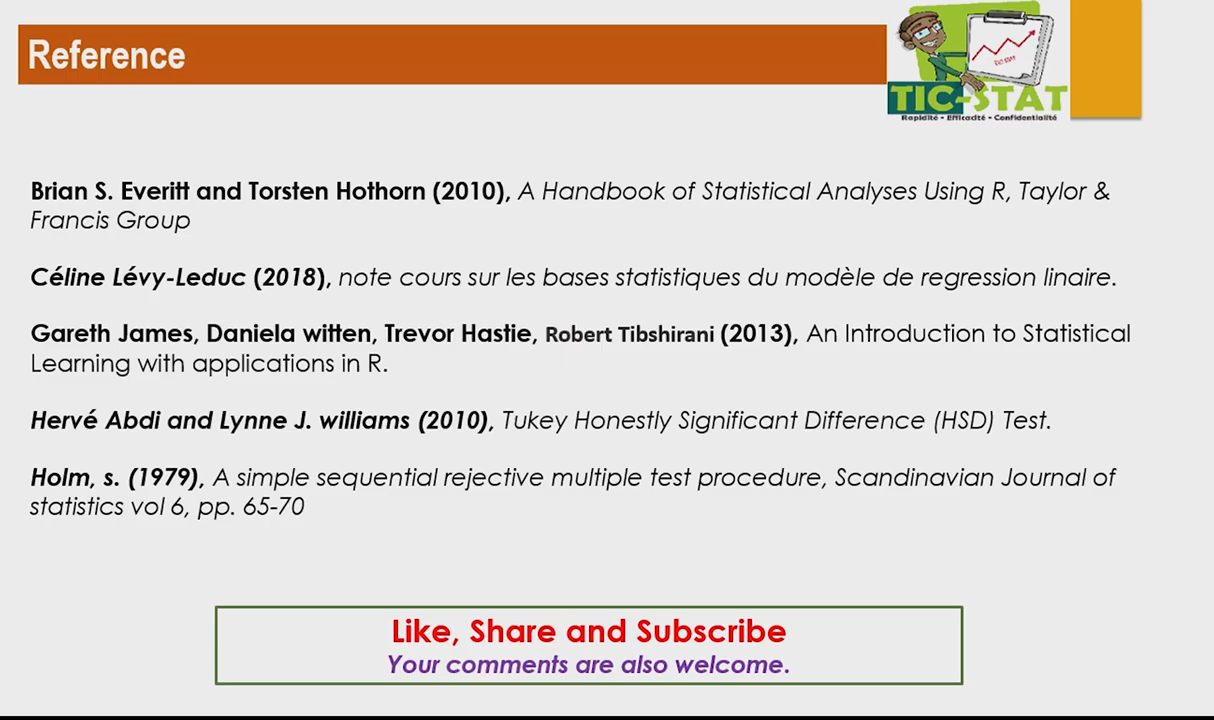 Reference
TIC-STAT
Rapidité - Efficacité - Confidentialité
Brian S. Everitt and Torsten Hothorn (2010), A Handbook of Statistical Analyses Using R, Taylor &
Francis Group
Céline Lévy-Leduc (2018), note cours sur les bases statistiques du modèle de regression linaire.
Gareth James, Daniela witten, Trevor Hastie, Robert Tibshirani (2013), An Introduction to Statistical
Learning with applications in R.
Hervé Abdi and Lynne J. williams (2010), Tukey Honestly Significant Difference (HSD) Test.
Holm, s. (1979), A simple sequential rejective multiple test procedure, Scandinavian Journal of
statistics vol 6, pp. 65-70
Like, Share and Subscribe
Your comments are also welcome.